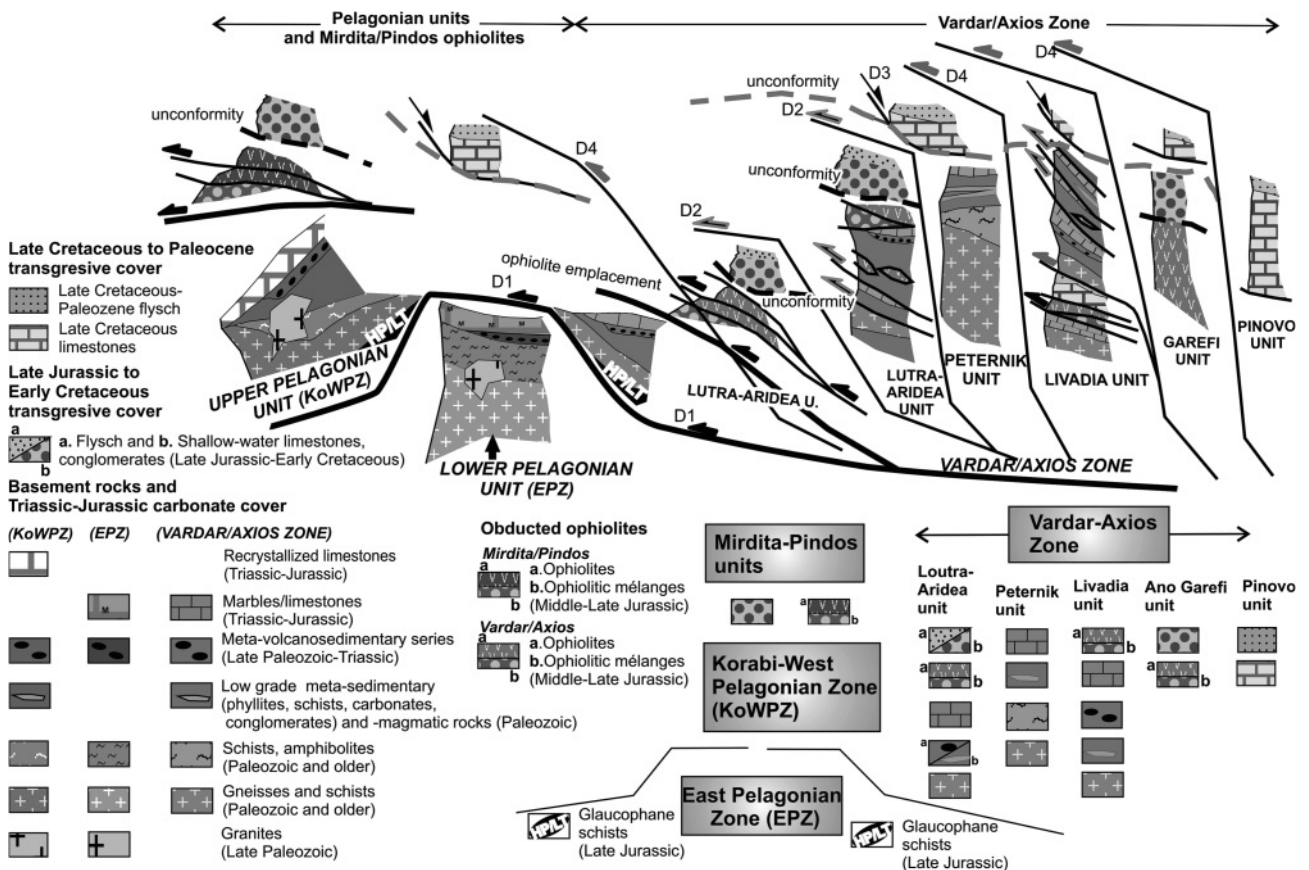 Pelagonian units
and Mirdita/Pindos ophiolites
Vardar/Axios Zone
unconformity
D4
D2
unconformity
D3
D4
D4
unconformity
D2
unconformity
ophiolite emplacement
D1
HP/LT
HP/LT
D1
UPPER PELAGONIAN
UNIT (KoWPZ)
LOWER PELAGONIAN
UNIT (EPZ)
LUTRA-ARIDEA U.
LUTRA-
ARIDEA
UNIT
PETERNIK
UNIT
LIVADIA UNIT
GAREFI
UNIT
PINOVO
UNIT
VARDAR/AXIOS ZONE
Late Cretaceous to Paleocene
transgresive cover
Late Cretaceous-
Paleozene flysch
Late Cretaceous
limestones
Late Jurassic to
Early Cretaceous
transgresive cover
a
b
a. Flysch and b. Shallow-water limestones,
conglomerates (Late Jurassic-Early Cretaceous)
Basement rocks and
Triassic-Jurassic carbonate cover
(KoWPZ) (EPZ) (VARDAR/AXIOS ZONE)
Recrystallized limestones
(Triassic-Jurassic)
M
Marbles/limestones
(Triassic-Jurassic)
Meta-volcanosedimentary series
(Late Paleozoic-Triassic)
Low grade meta-sedimentary
(phyllites, schists, carbonates,
conglomerates) and -magmatic rocks (Paleozoic)
Schists, amphibolites
(Paleozoic and older)
Gneisses and schists
(Paleozoic and older)
Granites
(Late Paleozoic)
Obducted ophiolites
Mirdita/Pindos
a
b
a.Ophiolites
b.Ophiolitic mélanges
(Middle-Late Jurassic)
Vardar/Axios
a
b
a.Ophiolites
b.Ophiolitic mélanges
(Middle-Late Jurassic)
Mirdita-Pindos
units
a
b
Korabi-West
Pelagonian Zone
(KoWPZ)
East Pelagonian
Zone (EPZ)
HP/LT
Glaucophane
schists
(Late Jurassic)
HP/LT
Glaucophane
schists
(Late Jurassic)
Vardar-Axios
Zone
Loutra-
Aridea
unit
Peternik
unit
Livadia
unit
Ano Garefi
unit
Pinovo
unit
a
b
a
b
a
b
a
b
a
b